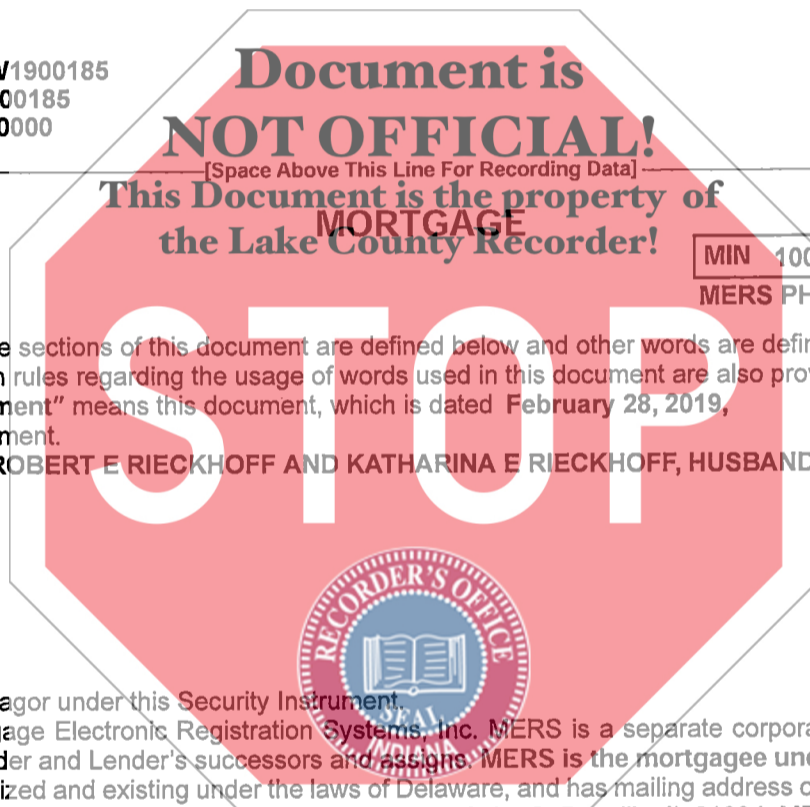 V1900185
00185
0000
Document is
NOT OFFICIAL!
[Space Above This Line For Recording Data]
This Document is the property of
MORTGAGE
the Lake County Recorder!
MIN 100
MERS PH
STOP
e sections of this document are defined below and other words are defin
n rules regarding the usage of words used in this document are also prov
ment” means this document, which is dated February 28, 2019,
ment.
ROBERT E RIECKHOFF AND KATHARINA E RIECKHOFF, HUSBAND
RECORDER'S OFFICE
SEAL
INDIANA
agor under this Security Instrument.
age Electronic Registration Systems, Inc. MERS is a separate corpora
der and Lender's successors and assigns. MERS is the mortgagee und
ized and existing under the laws of Delaware, and has mailing address o